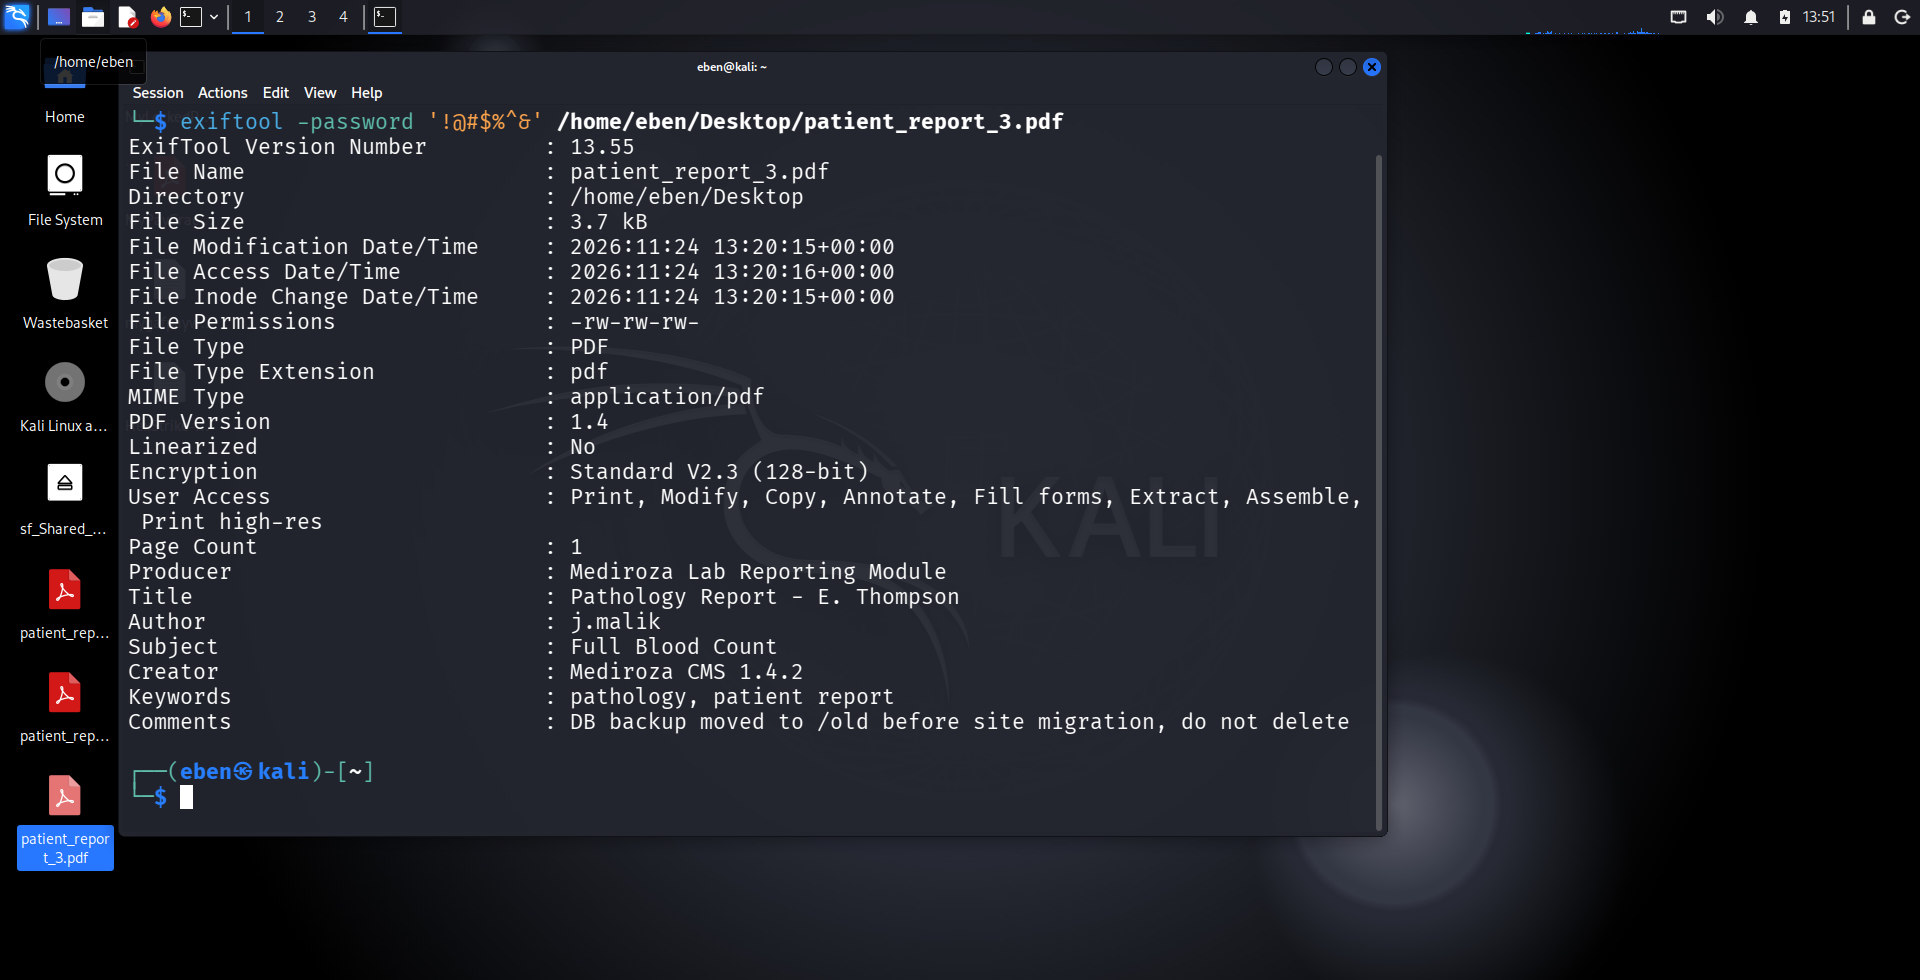 1 2 3 4 13:51
/home/eben
eben@kali: ~
Session Actions Edit View Help
Home
File System
Wastebasket
Kali Linux a...
sf_Shared_...
patient_rep...
patient_rep...
patient_repor
t_3.pdf
└─$ exiftool -password '!@#$%^&' /home/eben/Desktop/patient_report_3.pdf
ExifTool Version Number : 13.55
File Name : patient_report_3.pdf
Directory : /home/eben/Desktop
File Size : 3.7 kB
File Modification Date/Time : 2026:11:24 13:20:15+00:00
File Access Date/Time : 2026:11:24 13:20:16+00:00
File Inode Change Date/Time : 2026:11:24 13:20:15+00:00
File Permissions : -rw-rw-rw-
File Type : PDF
File Type Extension : pdf
MIME Type : application/pdf
PDF Version : 1.4
Linearized : No
Encryption : Standard V2.3 (128-bit)
User Access : Print, Modify, Copy, Annotate, Fill forms, Extract, Assemble,
Print high-res
Page Count : 1
Producer : Mediroza Lab Reporting Module
Title : Pathology Report - E. Thompson
Author : j.malik
Subject : Full Blood Count
Creator : Mediroza CMS 1.4.2
Keywords : pathology, patient report
Comments : DB backup moved to /old before site migration, do not delete
┌──(eben㉿kali)-[~]
└─$
KALI